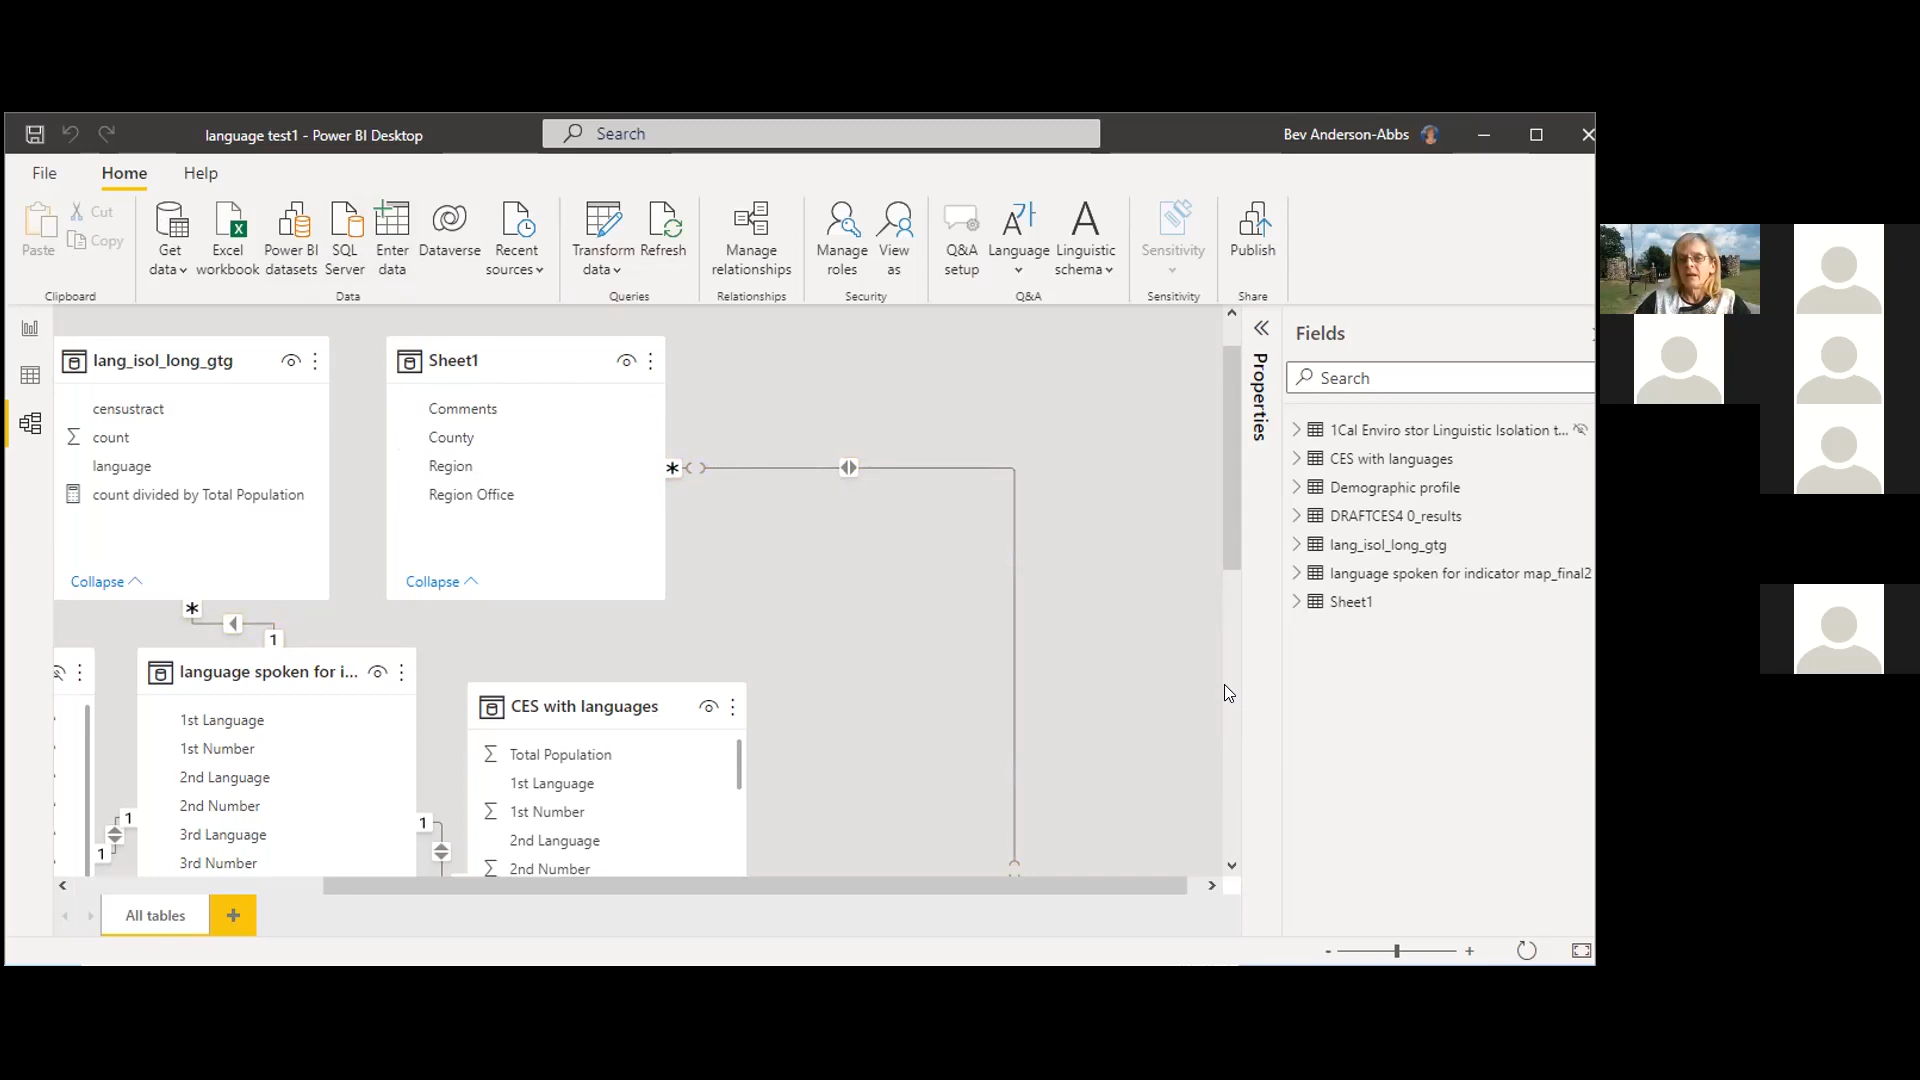 language test1 - Power BI Desktop
Search
Bev Anderson-Abbs
File
Home
Help
Paste
Cut
Copy
Clipboard
Get data
Excel workbook
Power BI datasets
SQL Server
Enter data
Dataverse
Recent sources
Data
Transform data
Refresh
Queries
Manage relationships
Relationships
Manage roles
View as
Security
Q&A setup
Language
Linguistic schema
Q&A
Sensitivity
Sensitivity
Publish
Share
lang_isol_long_gtg
censustract
∑ count
language
count divided by Total Population
Collapse
Sheet1
Comments
County
Region
Region Office
Collapse
*
*
1
language spoken for i...
1st Language
1st Number
2nd Language
2nd Number
3rd Language
3rd Number
1
1
1
CES with languages
∑ Total Population
1st Language
∑ 1st Number
2nd Language
∑ 2nd Number
Properties
Fields
Search
1Cal Enviro stor Linguistic Isolation t...
CES with languages
Demographic profile
DRAFTCES4 0_results
lang_isol_long_gtg
language spoken for indicator map_final2
Sheet1
All tables
+
- +